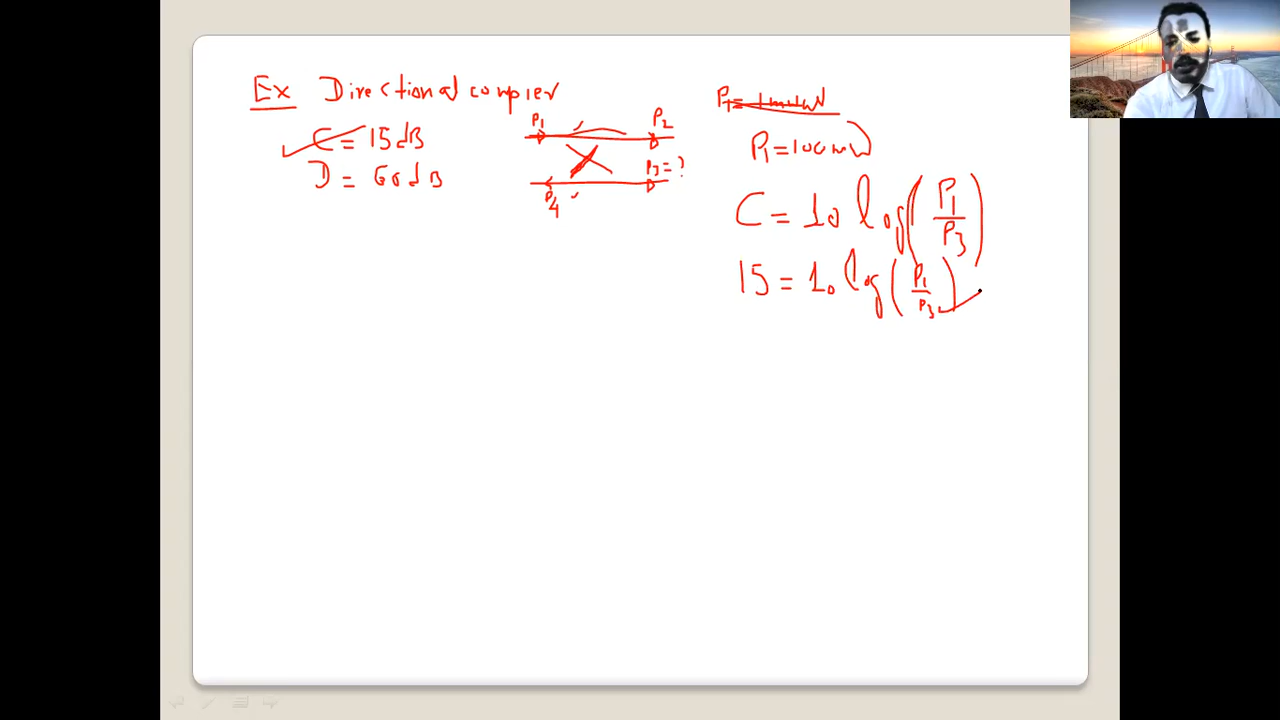 Ex Directional coupler
C = 15 dB
D = 60 dB
P1 P2
P3 = ?
P4
P1 = 100 mW
C = 10 log(P1/P3)
15 = 10 log(P1/P3)